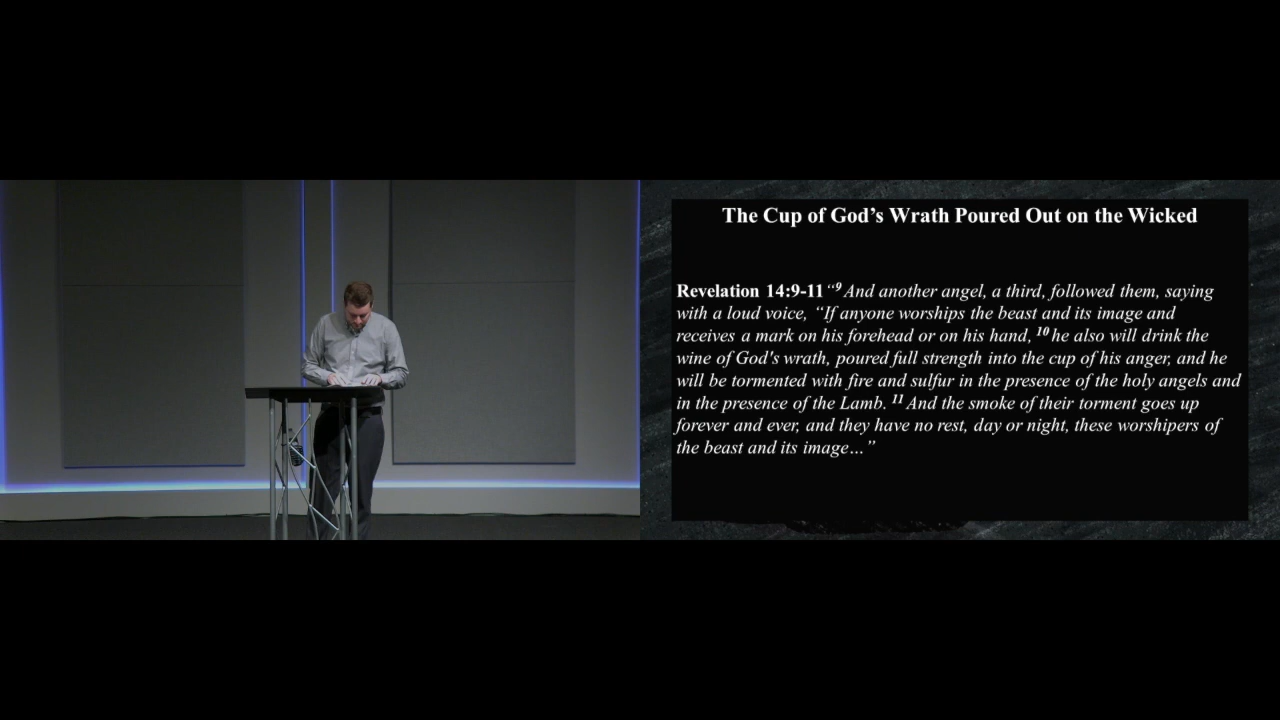 The Cup of God’s Wrath Poured Out on the Wicked
Revelation 14:9-11 “9 And another angel, a third, followed them, saying
with a loud voice, “If anyone worships the beast and its image and
receives a mark on his forehead or on his hand, 10 he also will drink the
wine of God's wrath, poured full strength into the cup of his anger, and he
will be tormented with fire and sulfur in the presence of the holy angels and
in the presence of the Lamb. 11 And the smoke of their torment goes up
forever and ever, and they have no rest, day or night, these worshipers of
the beast and its image…”